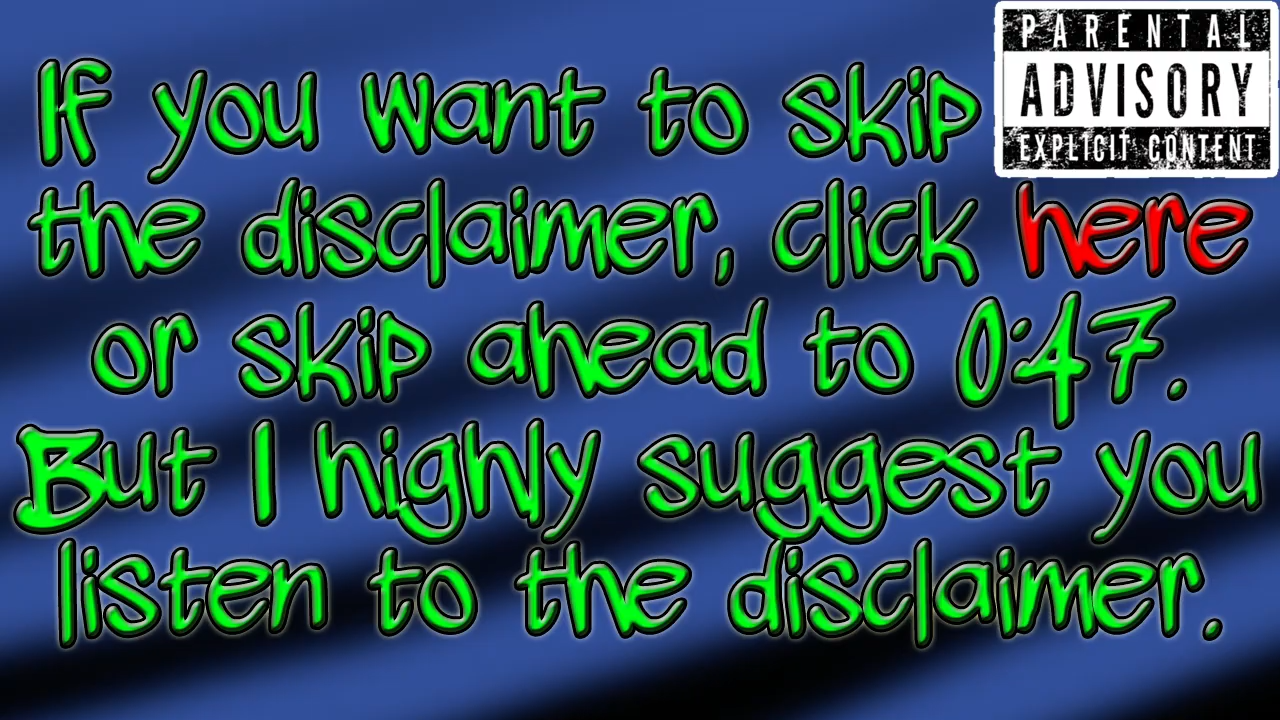 PARENTAL
ADVISORY
EXPLICIT CONTENT
If you want to skip
the disclaimer, click here
or skip ahead to 0:47.
But I highly suggest you
listen to the disclaimer.